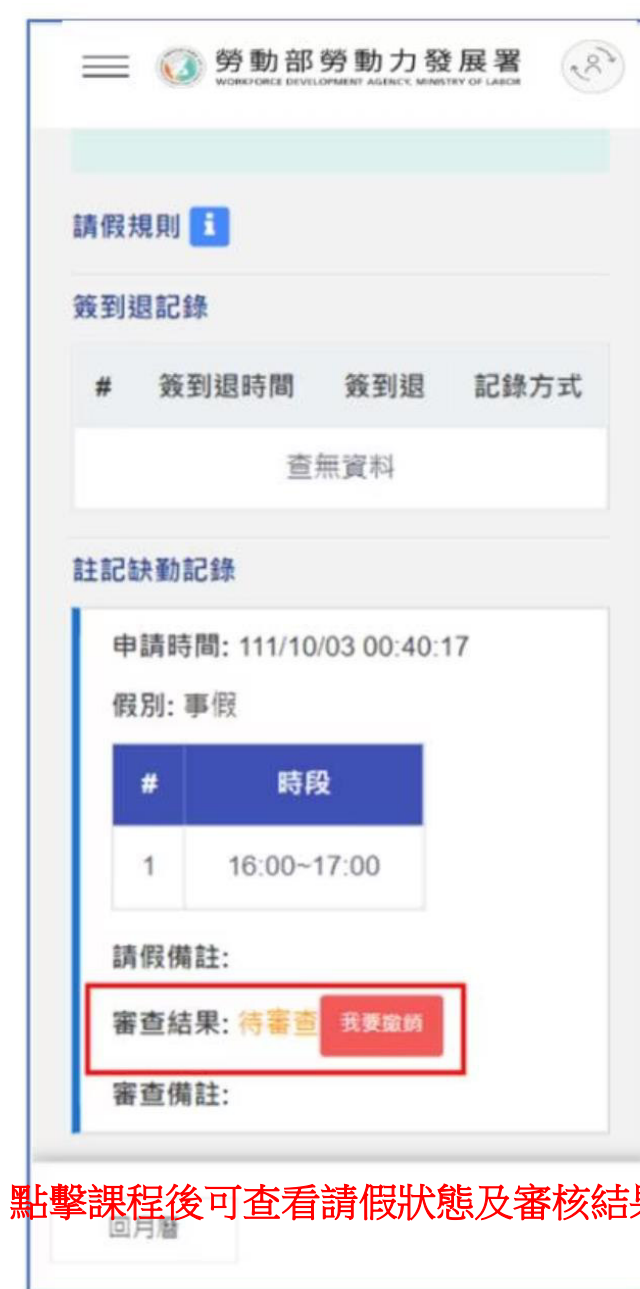 勞動部勞動力發展署
WORKFORCE DEVELOPMENT AGENCY, MINISTRY OF LABOR
請假規則 i
簽到退記錄
# 簽到退時間 簽到退 記錄方式
查無資料
註記缺勤記錄
申請時間: 111/10/03 00:40:17
假別: 事假
# 時段
1 16:00~17:00
請假備註:
審查結果: 待審查 我要撤銷
審查備註:
點擊課程後可查看請假狀態及審核結果
回月曆